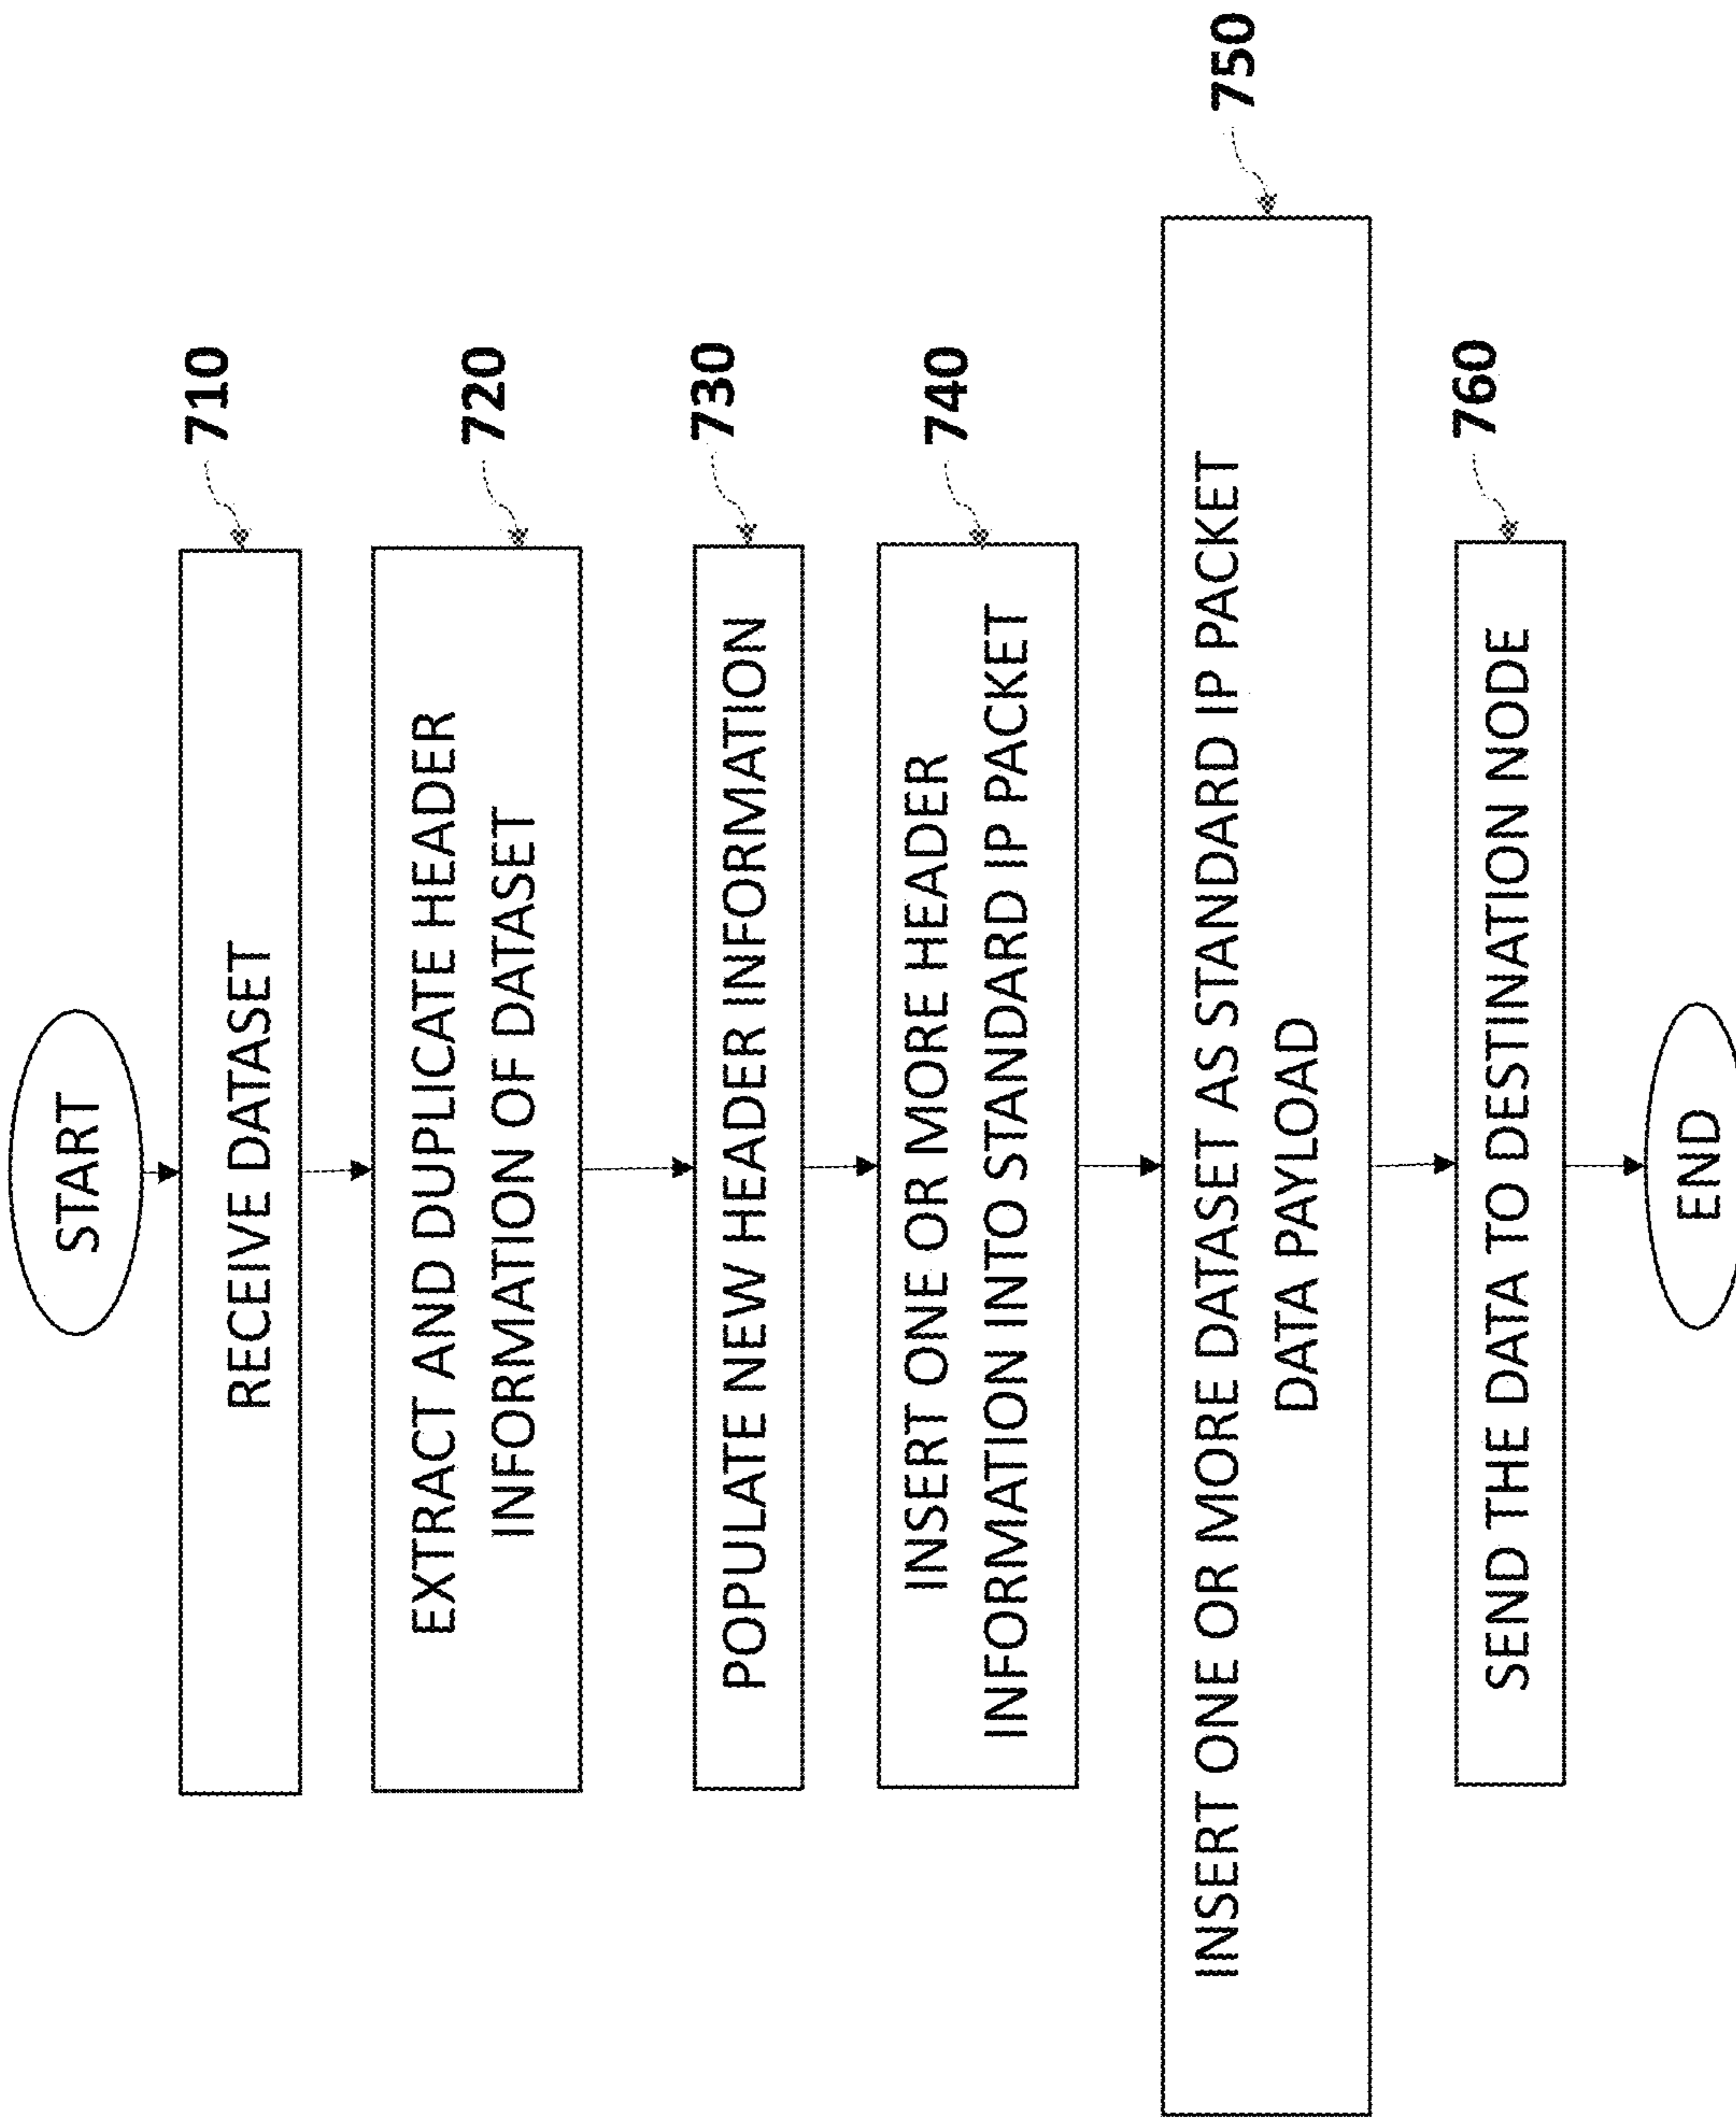 START
RECEIVE DATASET
710
EXTRACT AND DUPLICATE HEADER
INFORMATION OF DATASET
720
POPULATE NEW HEADER INFORMATION
730
INSERT ONE OR MORE HEADER
INFORMATION INTO STANDARD IP PACKET
740
INSERT ONE OR MORE DATASET AS STANDARD IP PACKET
DATA PAYLOAD
750
SEND THE DATA TO DESTINATION NODE
760
END